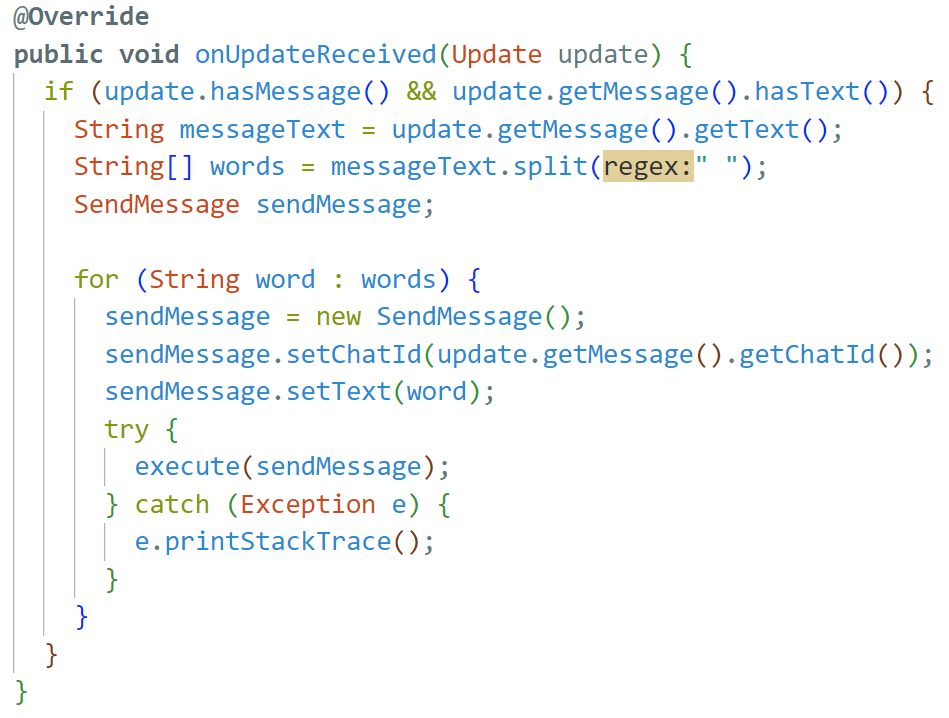 @Override
public void onUpdateReceived(Update update) {
if (update.hasMessage() && update.getMessage().hasText()) {
String messageText = update.getMessage().getText();
String[] words = messageText.split(regex:" ");
SendMessage sendMessage;
for (String word : words) {
sendMessage = new SendMessage();
sendMessage.setChatId(update.getMessage().getChatId());
sendMessage.setText(word);
try {
execute(sendMessage);
} catch (Exception e) {
e.printStackTrace();
}
}
}
}